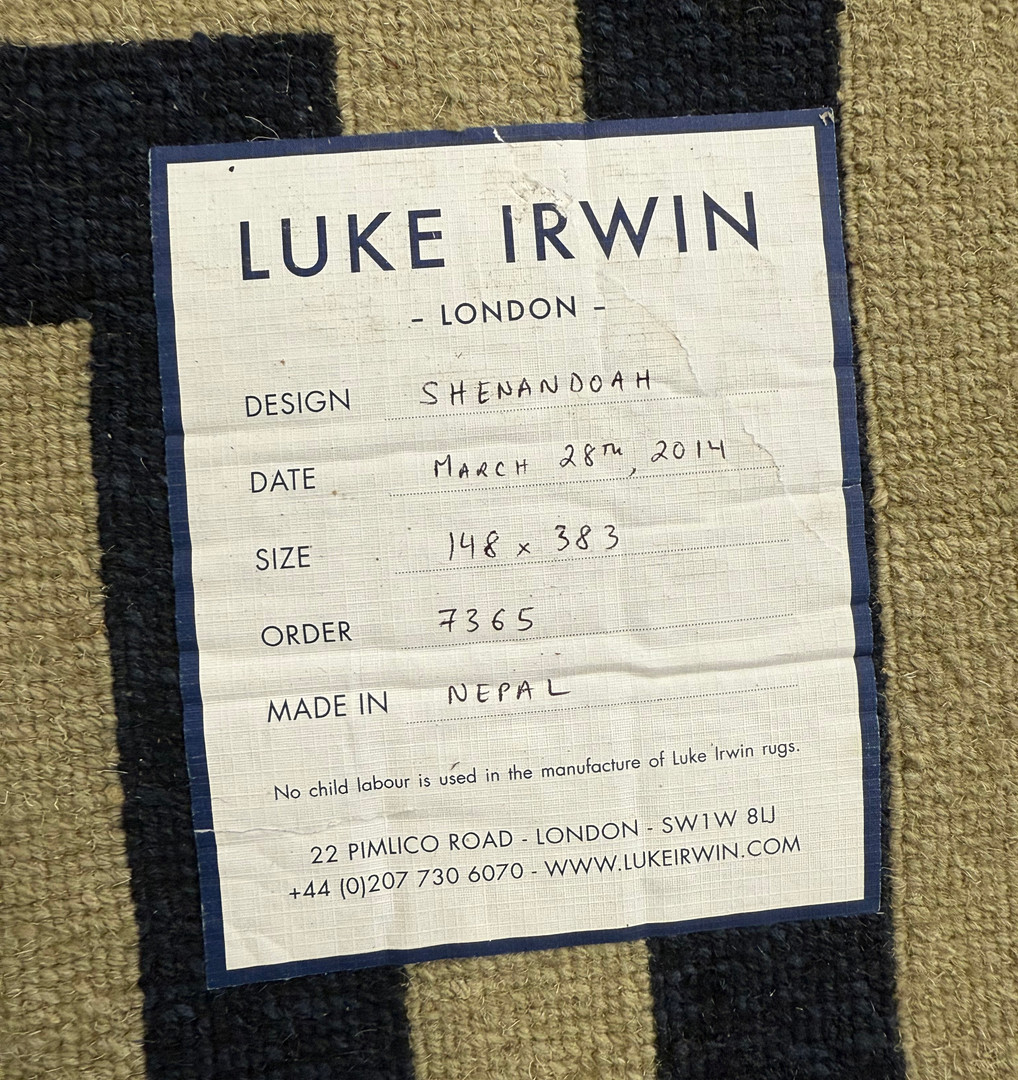 LUKE IRWIN
- LONDON -
DESIGN SHENANDOAH
DATE MARCH 28TH, 2014
SIZE 148 x 383
ORDER 7365
MADE IN NEPAL
No child labour is used in the manufacture of Luke Irwin rugs.
22 PIMLICO ROAD - LONDON - SW1W 8LJ
+44 (0)207 730 6070 - WWW.LUKEIRWIN.COM